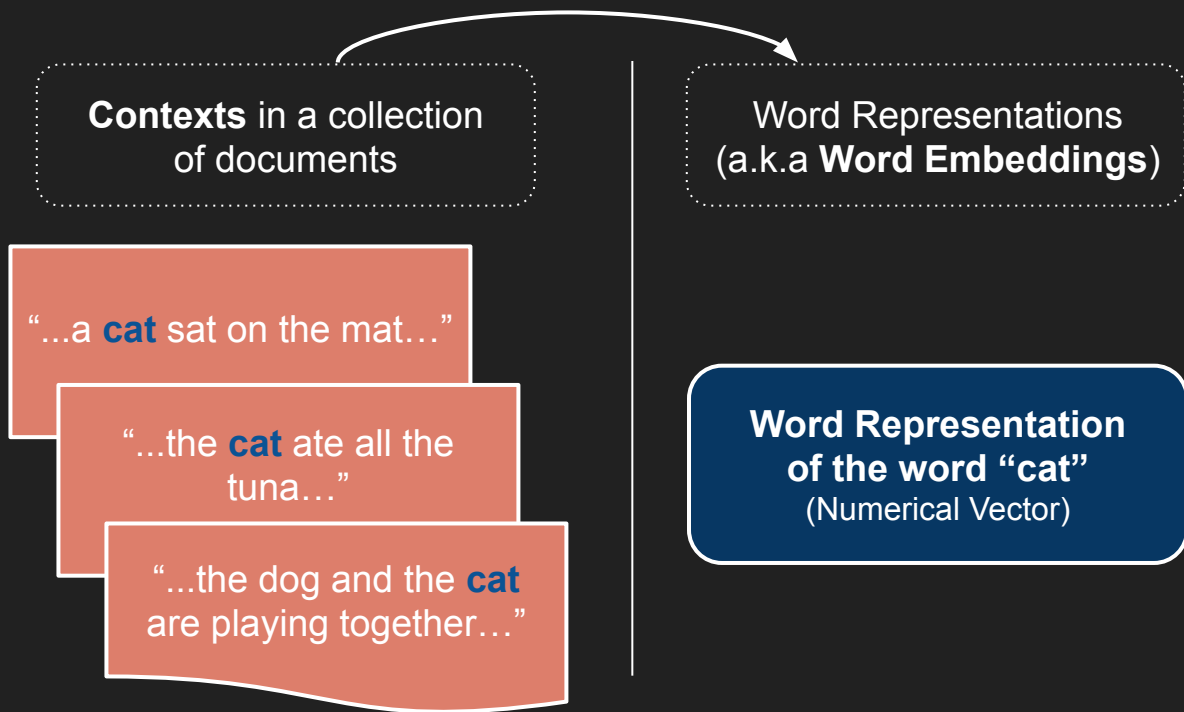 Contexts in a collection
of documents
Word Representations
(a.k.a Word Embeddings)
“...a cat sat on the mat…”
“...the cat ate all the
tuna…”
“...the dog and the cat
are playing together…”
Word Representation
of the word “cat”
(Numerical Vector)